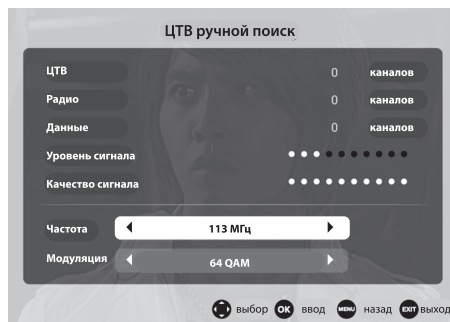 ЦТВ ручной поиск
ЦТВ 0 каналов
Радио 0 каналов
Данные 0 каналов
Уровень сигнала
Качество сигнала
Частота 113 МГц
Модуляция 64 QAM
выбор OK ввод MENU назад EXIT выход